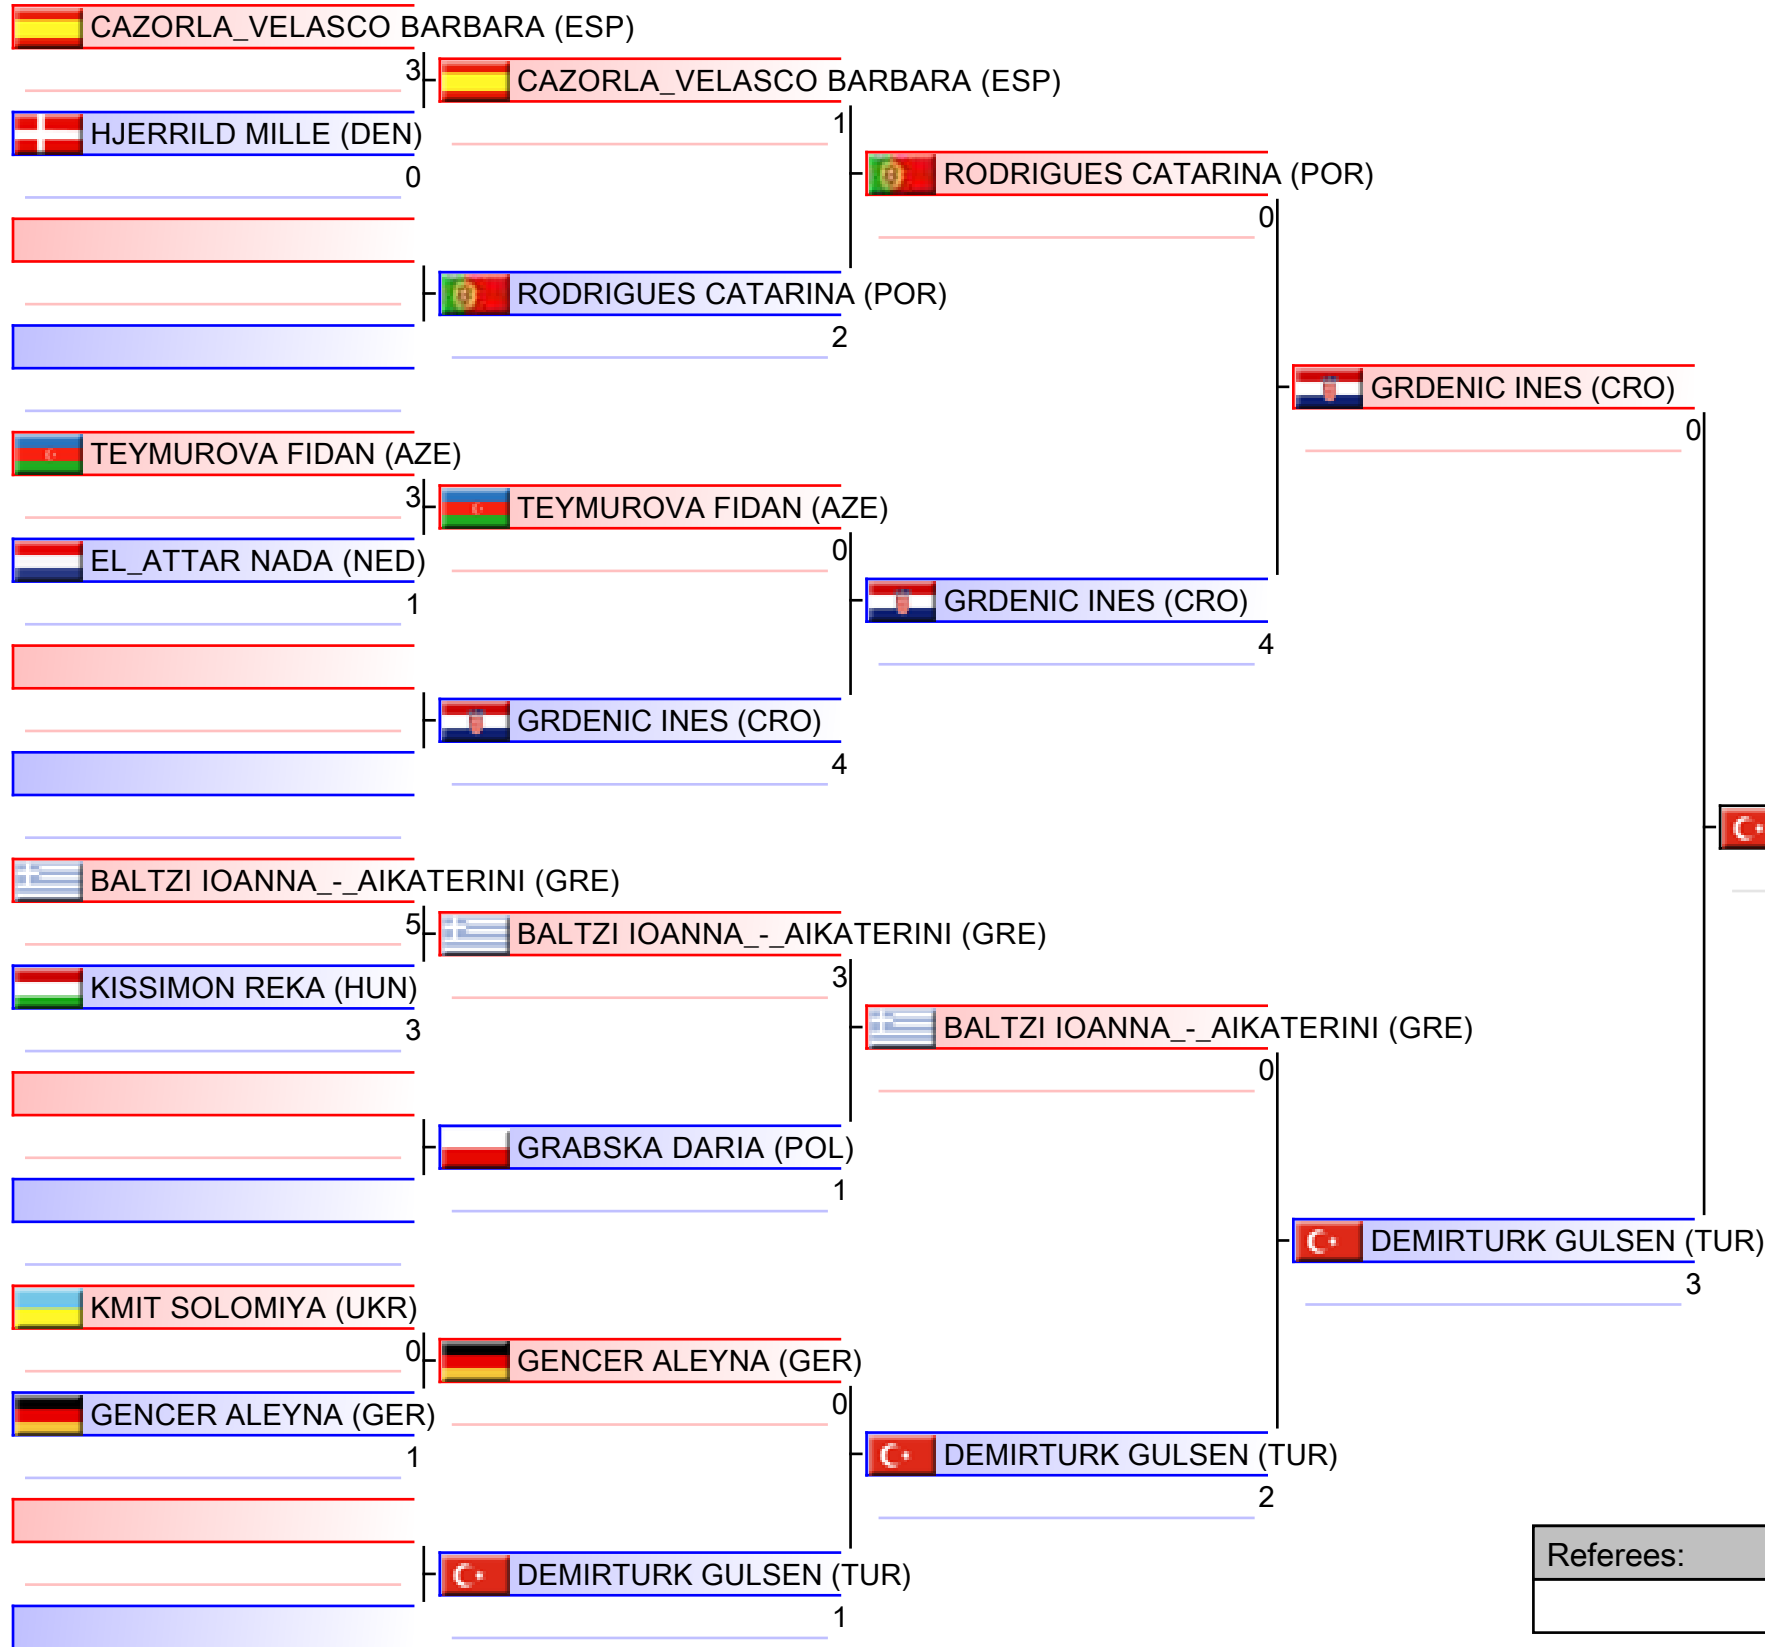 CAZORLA_VELASCO BARBARA (ESP)
3
CAZORLA_VELASCO BARBARA (ESP)
HJERRILD MILLE (DEN)
1
0
RODRIGUES CATARINA (POR)
0
RODRIGUES CATARINA (POR)
2
GRDENIC INES (CRO)
0
TEYMUROVA FIDAN (AZE)
3
TEYMUROVA FIDAN (AZE)
EL_ATTAR NADA (NED)
0
1
GRDENIC INES (CRO)
4
GRDENIC INES (CRO)
4
BALTZI IOANNA_-_AIKATERINI (GRE)
5
BALTZI IOANNA_-_AIKATERINI (GRE)
KISSIMON REKA (HUN)
3
3
BALTZI IOANNA_-_AIKATERINI (GRE)
0
GRABSKA DARIA (POL)
1
DEMIRTURK GULSEN (TUR)
3
KMIT SOLOMIYA (UKR)
0
GENCER ALEYNA (GER)
GENCER ALEYNA (GER)
0
1
DEMIRTURK GULSEN (TUR)
2
DEMIRTURK GULSEN (TUR)
1
Referees: